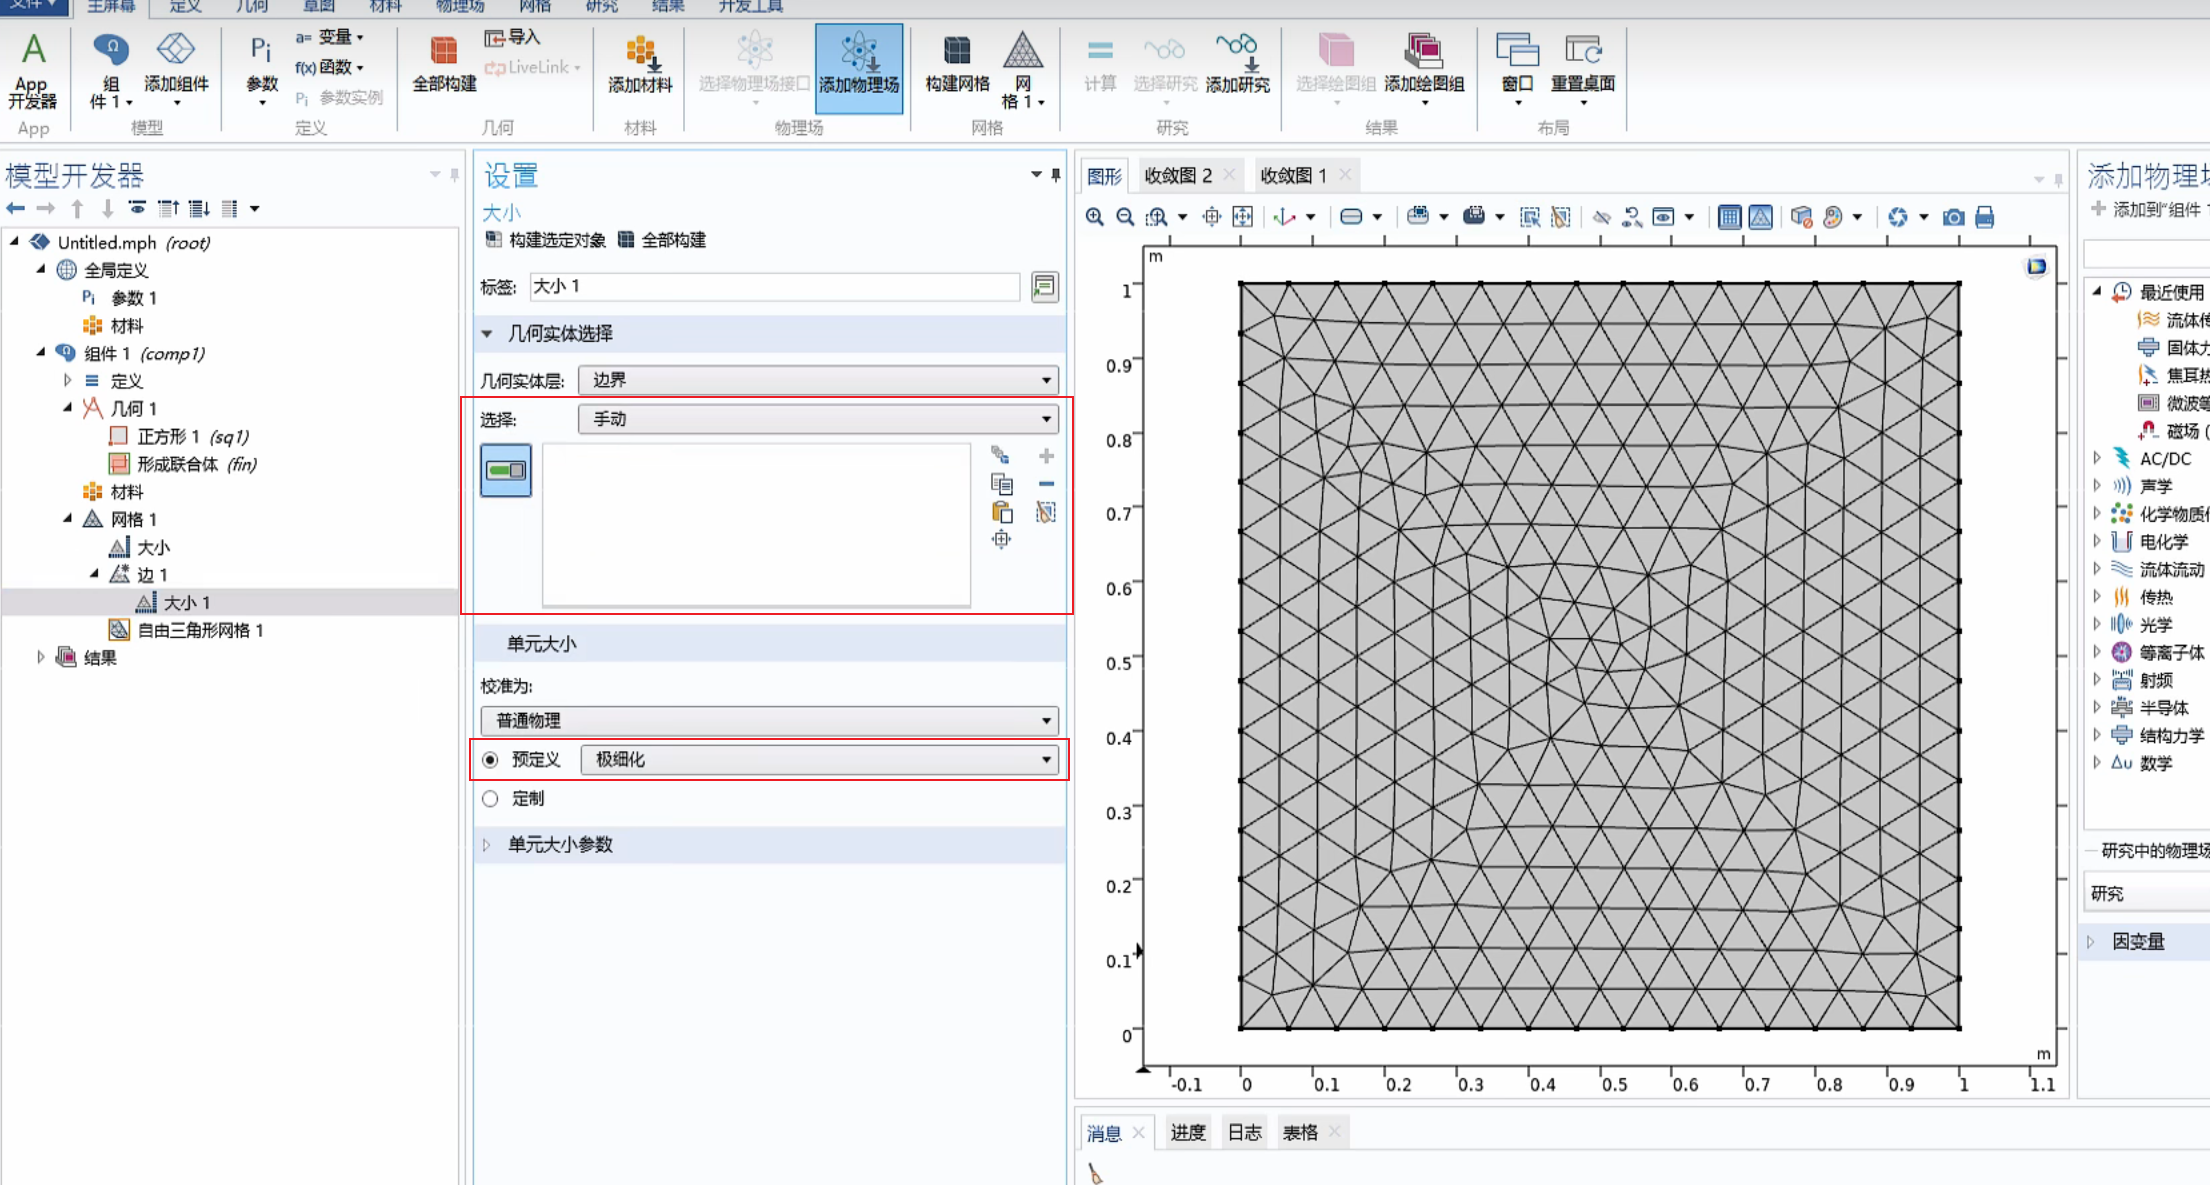 文件
主屏幕 定义 几何 草图 材料 物理场 网格 研究 结果 开发工具
App
开发器
App
组
件 1
添加组件
模型
Pi
参数
a= 变量
f(x) 函数
Pi 参数实例
定义
全部构建
导入
LiveLink
几何
添加材料
材料
选择物理场接口
添加物理场
物理场
构建网格
网
格 1
网格
计算
选择研究
添加研究
研究
选择绘图组
添加绘图组
结果
窗口
重置桌面
布局
模型开发器
Untitled.mph (root)
全局定义
Pi 参数 1
材料
组件 1 (comp1)
定义
几何 1
正方形 1 (sq1)
形成联合体 (fin)
材料
网格 1
大小
边 1
大小 1
自由三角形网格 1
结果
设置
大小
构建选定对象 全部构建
标签: 大小 1
几何实体选择
几何实体层: 边界
选择: 手动
单元大小
校准为:
普通物理
预定义 极细化
定制
单元大小参数
图形 收敛图 2 收敛图 1
m
1
0.9
0.8
0.7
0.6
0.5
0.4
0.3
0.2
0.1
0
m
-0.1 0 0.1 0.2 0.3 0.4 0.5 0.6 0.7 0.8 0.9 1 1.1
消息 进度 日志 表格
添加物理场
添加到"组件 1
最近使用
流体传
固体力
焦耳热
微波等
磁场 (
AC/DC
声学
化学物质传
电化学
流体流动
传热
光学
等离子体
射频
半导体
结构力学
Δu 数学
研究中的物理场
研究
因变量